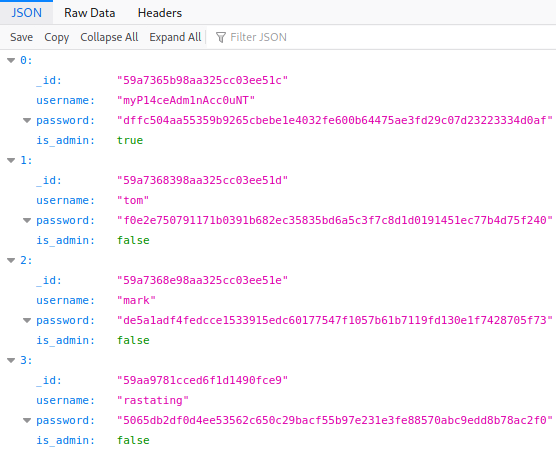 JSON Raw Data Headers
Save Copy Collapse All Expand All Filter JSON
0:
_id: "59a7365b98aa325cc03ee51c"
username: "myP14ceAdm1nAcc0uNT"
password: "dffc504aa55359b9265cbebe1e4032fe600b64475ae3fd29c07d23223334d0af"
is_admin: true
1:
_id: "59a7368398aa325cc03ee51d"
username: "tom"
password: "f0e2e750791171b0391b682ec35835bd6a5c3f7c8d1d0191451ec77b4d75f240"
is_admin: false
2:
_id: "59a7368e98aa325cc03ee51e"
username: "mark"
password: "de5a1adf4fedcce1533915edc60177547f1057b61b7119fd130e1f7428705f73"
is_admin: false
3:
_id: "59aa9781cced6f1d1490fce9"
username: "rastating"
password: "5065db2df0d4ee53562c650c29bacf55b97e231e3fe88570abc9edd8b78ac2f0"
is_admin: false